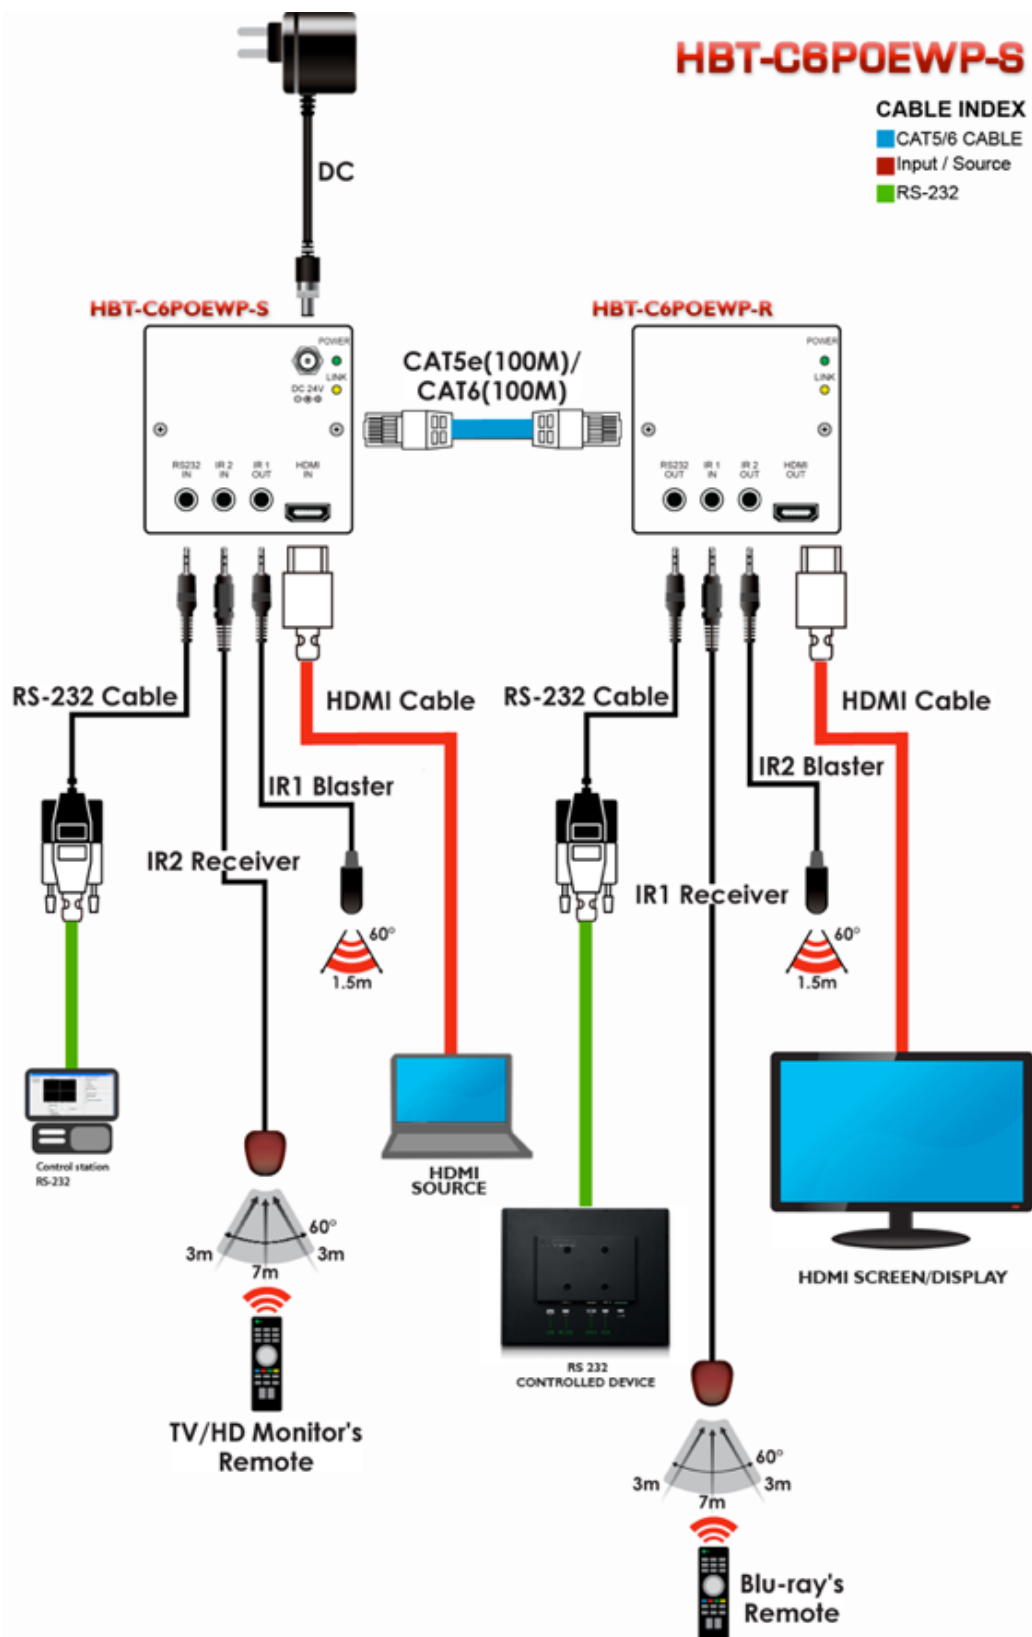 HBT-C6POEWP-S
CABLE INDEX
CAT5/6 CABLE
Input / Source
RS-232
DC
HBT-C6POEWP-S
HBT-C6POEWP-R
POWER
LINK
DC 24V
POWER
LINK
CAT5e(100M)/
CAT6(100M)
RS232 IR 2 IR 1 HDMI
IN IN OUT IN
RS232 IR 1 IR 2 HDMI
OUT IN OUT OUT
RS-232 Cable
HDMI Cable
RS-232 Cable
HDMI Cable
IR1 Blaster
IR2 Blaster
IR2 Receiver
IR1 Receiver
60°
1.5m
60°
1.5m
Control station
RS-232
HDMI
SOURCE
60°
3m 3m
7m
HDMI SCREEN/DISPLAY
RS 232
CONTROLLED DEVICE
TV/HD Monitor's
Remote
60°
3m 3m
7m
Blu-ray's
Remote